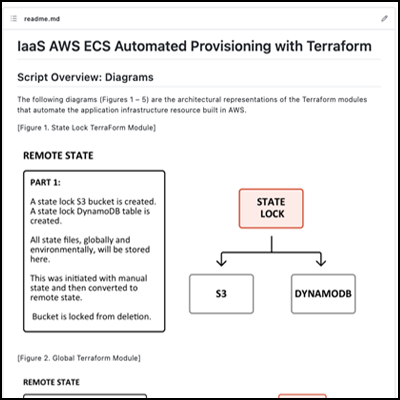 readme.md
IaaS AWS ECS Automated Provisioning with Terraform
Script Overview: Diagrams
The following diagrams (Figures 1 – 5) are the architectural representations of the Terraform modules
that automate the application infrastructure resource built in AWS.
[Figure 1. State Lock TerraForm Module]
REMOTE STATE
PART 1:
A state lock S3 bucket is created.
A state lock DynamoDB table is
created.
All state files, globally and
environmentally, will be stored
here.
This was initiated with manual
state and then converted to
remote state.
Bucket is locked from deletion.
STATE
LOCK
S3
DYNAMODB
[Figure 2. Global Terraform Module]
REMOTE STATE